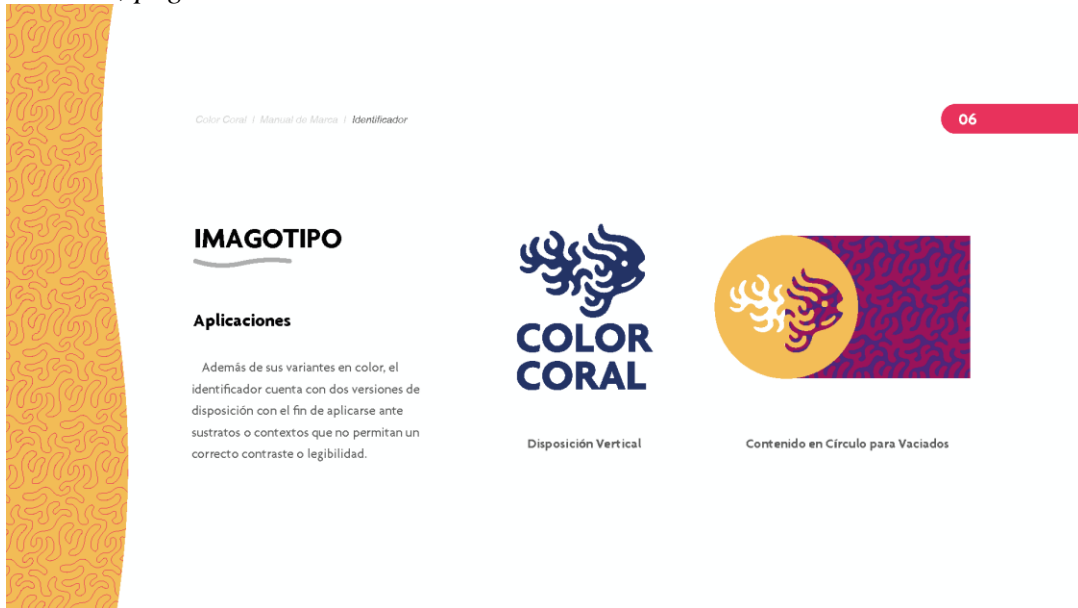 Color Coral | Manual de Marca | Identificador
06
IMAGOTIPO
Aplicaciones
Además de sus variantes en color, el
identificador cuenta con dos versiones de
disposición con el fin de aplicarse ante
sustratos o contextos que no permitan un
correcto contraste o legibilidad.
COLOR
CORAL
Disposición Vertical
Contenido en Círculo para Vaciados